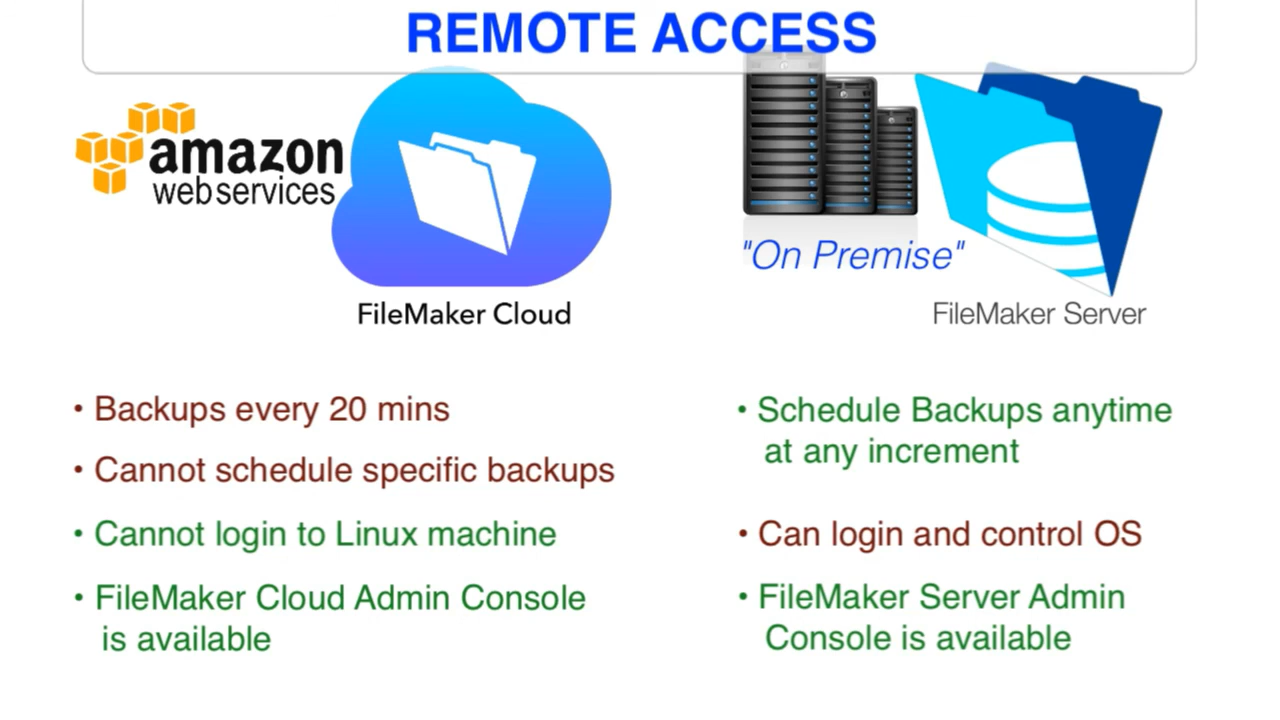 REMOTE ACCESS
amazon
webservices
FileMaker Cloud
• Backups every 20 mins
• Cannot schedule specific backups
• Cannot login to Linux machine
• FileMaker Cloud Admin Console
is available
"On Premise"
FileMaker Server
• Schedule Backups anytime
at any increment
• Can login and control OS
• FileMaker Server Admin
Console is available